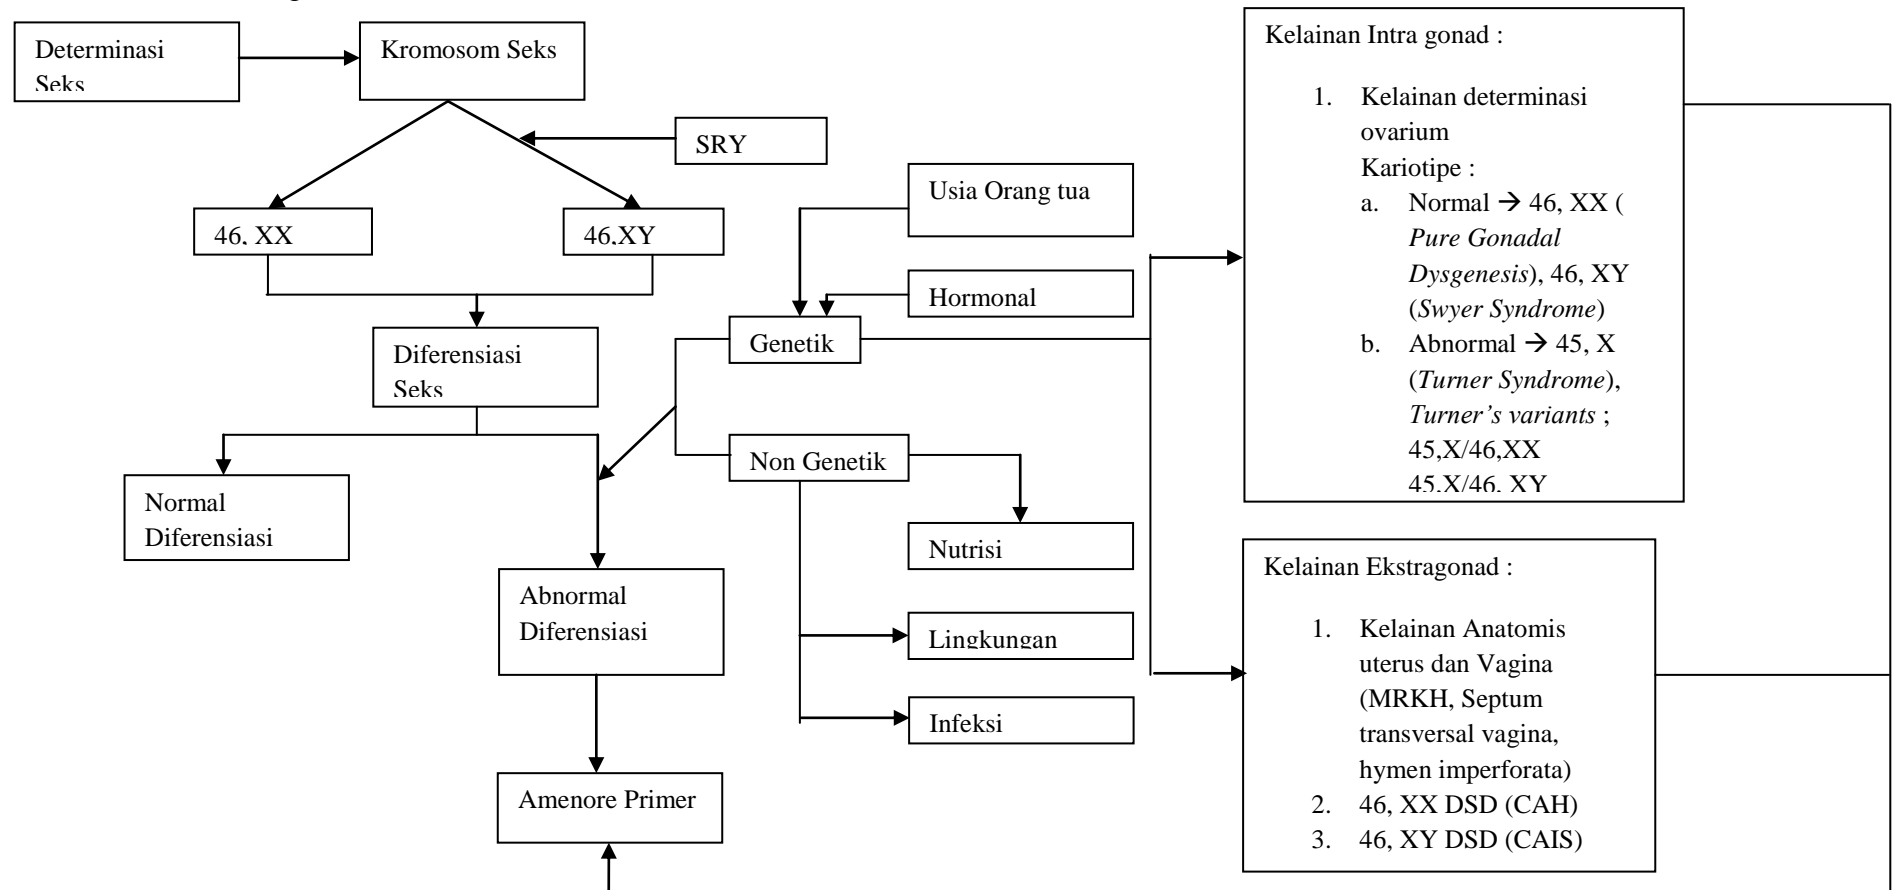 Determinasi
Seks
Kromosom Seks
SRY
46, XX
46,XY
Diferensiasi
Seks
Normal
Diferensiasi
Abnormal
Diferensiasi
Amenore Primer
Usia Orang tua
Hormonal
Genetik
Non Genetik
Nutrisi
Lingkungan
Infeksi
Kelainan Intra gonad :
1. Kelainan determinasi
ovarium
Kariotipe :
a. Normal → 46, XX (
Pure Gonadal
Dysgenesis), 46, XY
(Swyer Syndrome)
b. Abnormal → 45, X
(Turner Syndrome),
Turner’s variants ;
45,X/46,XX
45,X/46, XY
Kelainan Ekstragonad :
1. Kelainan Anatomis
uterus dan Vagina
(MRKH, Septum
transversal vagina,
hymen imperforata)
2. 46, XX DSD (CAH)
3. 46, XY DSD (CAIS)